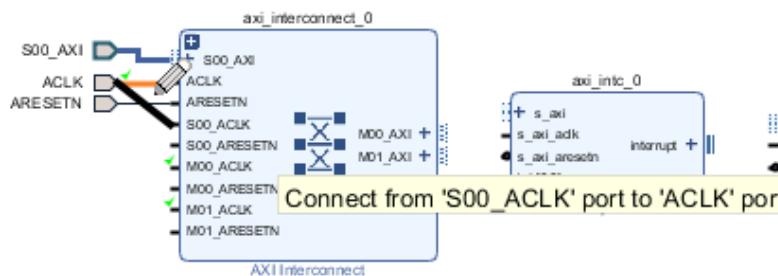 axi_interconnect_0
S00_AXI
ACLK
ARESETN
S00_AXI
ACLK
ARESETN
S00_ACLK
S00_ARESETN
M00_ACLK
M00_ARESETN
M01_ACLK
M01_ARESETN
M00_AXI
M01_AXI
AXI Interconnect
axi_intc_0
s_axi
s_axi_aclk
s_axi_aresetn
interrupt
Connect from 'S00_ACLK' port to 'ACLK' por